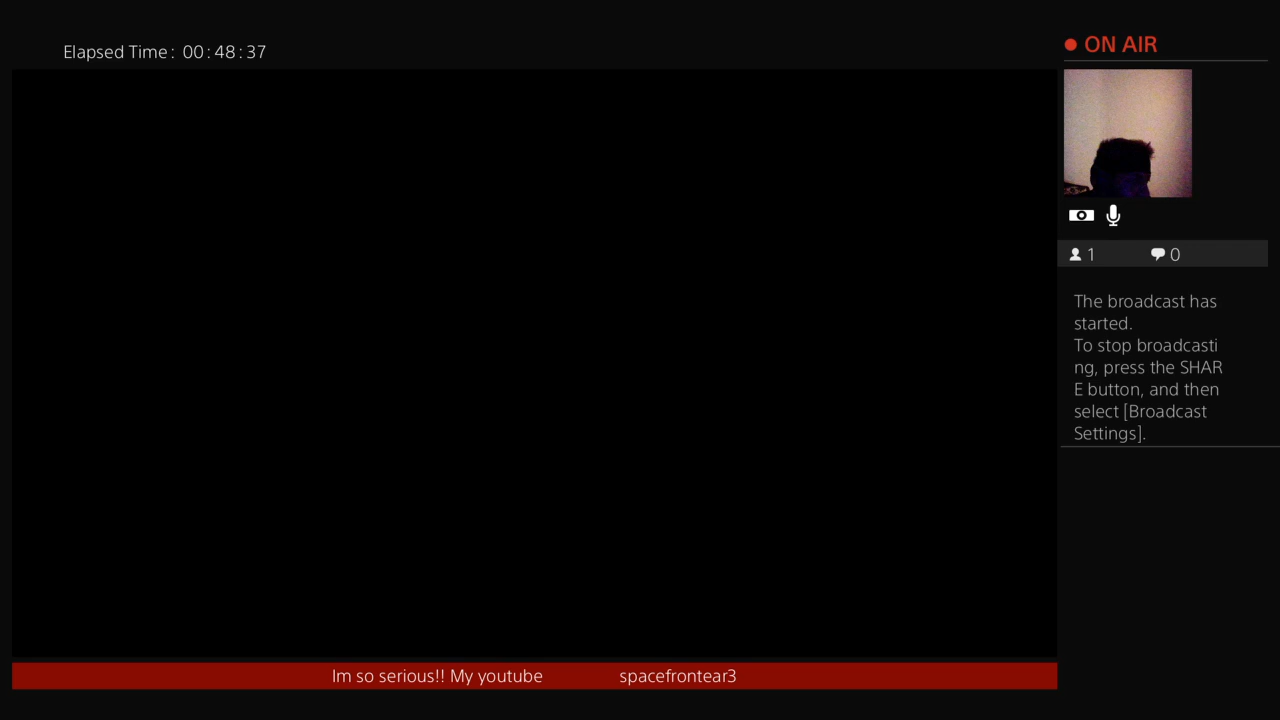 Elapsed Time: 00:48:37
ON AIR
1 0
The broadcast has
started.
To stop broadcasti
ng, press the SHAR
E button, and then
select [Broadcast
Settings].
Im so serious!! My youtube spacefrontear3